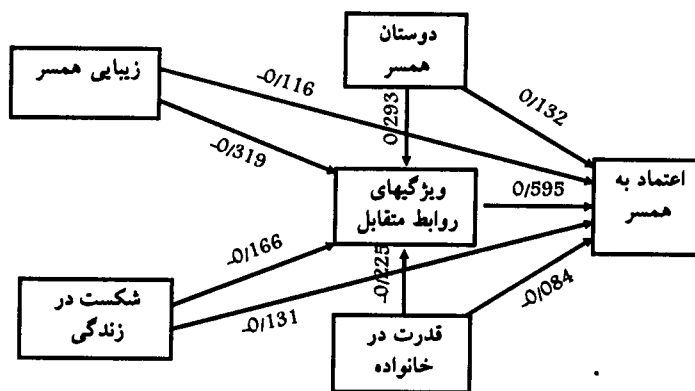 دوستان
همسر
زیبایی همسر
-0/116
0/132
0/293
-0/319
ویژگیهای
روابط متقابل
0/595
اعتماد به
همسر
-0/166
-0/225
شکست در
زندگی
-0/131
-0/084
قدرت در
خانواده